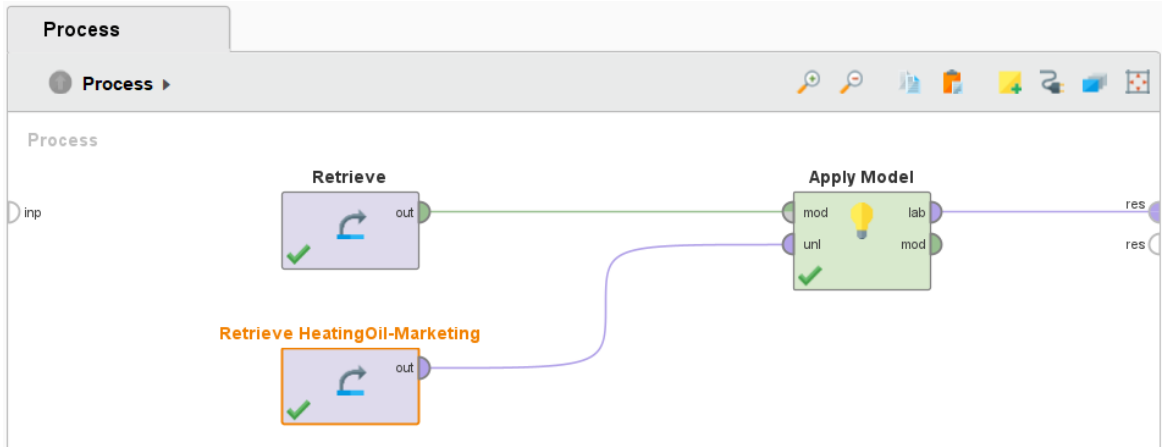 Process
Process
Process
inp
Retrieve
out
Apply Model
mod
lab
unl
mod
res
res
Retrieve HeatingOil-Marketing
out